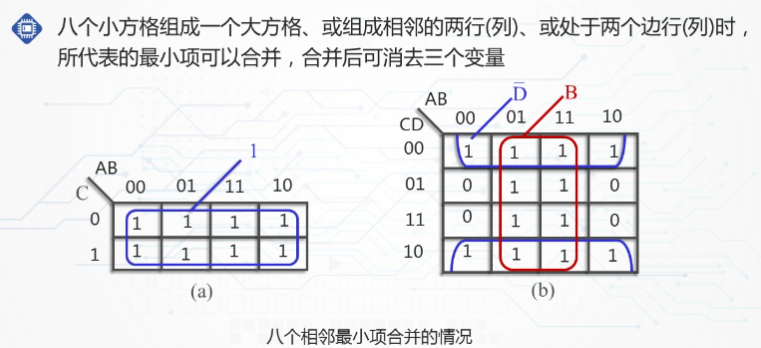 八个小方格组成一个大方格、或组成相邻的两行(列)、或处于两个边行(列)时，
所代表的最小项可以合并，合并后可消去三个变量
1
AB
C
00 01 11 10
0 1 1 1 1
1 1 1 1 1
(a)
D̅ B
AB
CD
00 01 11 10
00 1 1 1 1
01 0 1 1 0
11 0 1 1 0
10 1 1 1 1
(b)
八个相邻最小项合并的情况